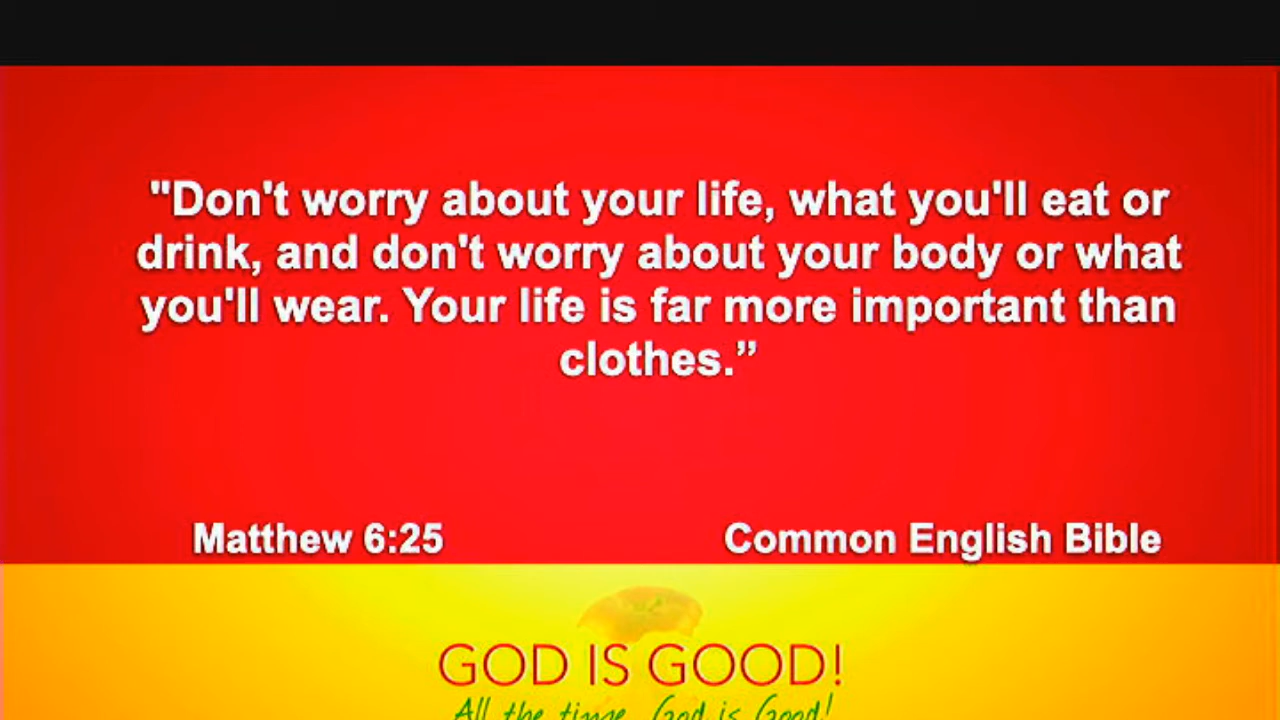 "Don't worry about your life, what you'll eat or
drink, and don't worry about your body or what
you'll wear. Your life is far more important than
clothes.”
Matthew 6:25
Common English Bible
GOD IS GOOD!
All the time, God is Good!